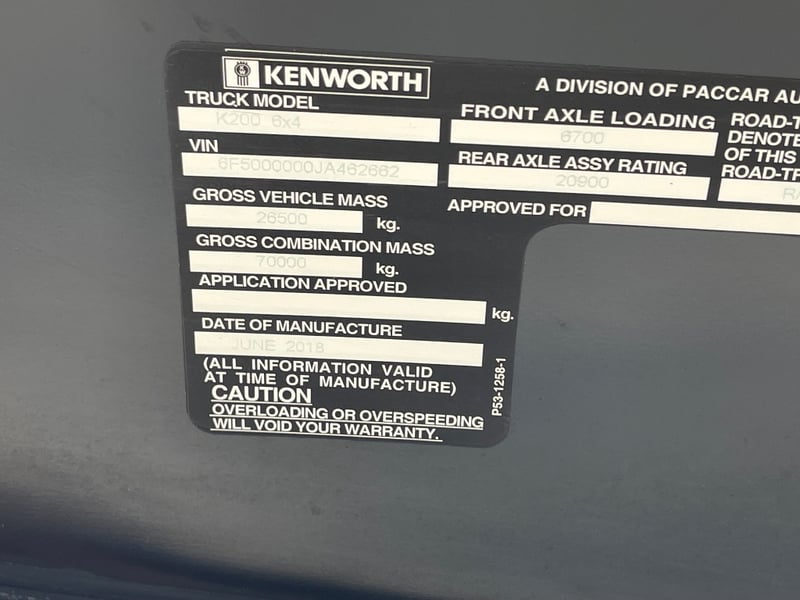 KENWORTH
A DIVISION OF PACCAR AU
TRUCK MODEL
K200 6x4
VIN
6F5000000JA462662
GROSS VEHICLE MASS
26500 kg.
GROSS COMBINATION MASS
70000 kg.
APPLICATION APPROVED
kg.
DATE OF MANUFACTURE
JUNE 2018
(ALL INFORMATION VALID
AT TIME OF MANUFACTURE)
CAUTION
OVERLOADING OR OVERSPEEDING
WILL VOID YOUR WARRANTY.
P53-1258-1
FRONT AXLE LOADING
6700
REAR AXLE ASSY RATING
20900
APPROVED FOR
ROAD-T
DENOTE
OF THIS
ROAD-TR
R/